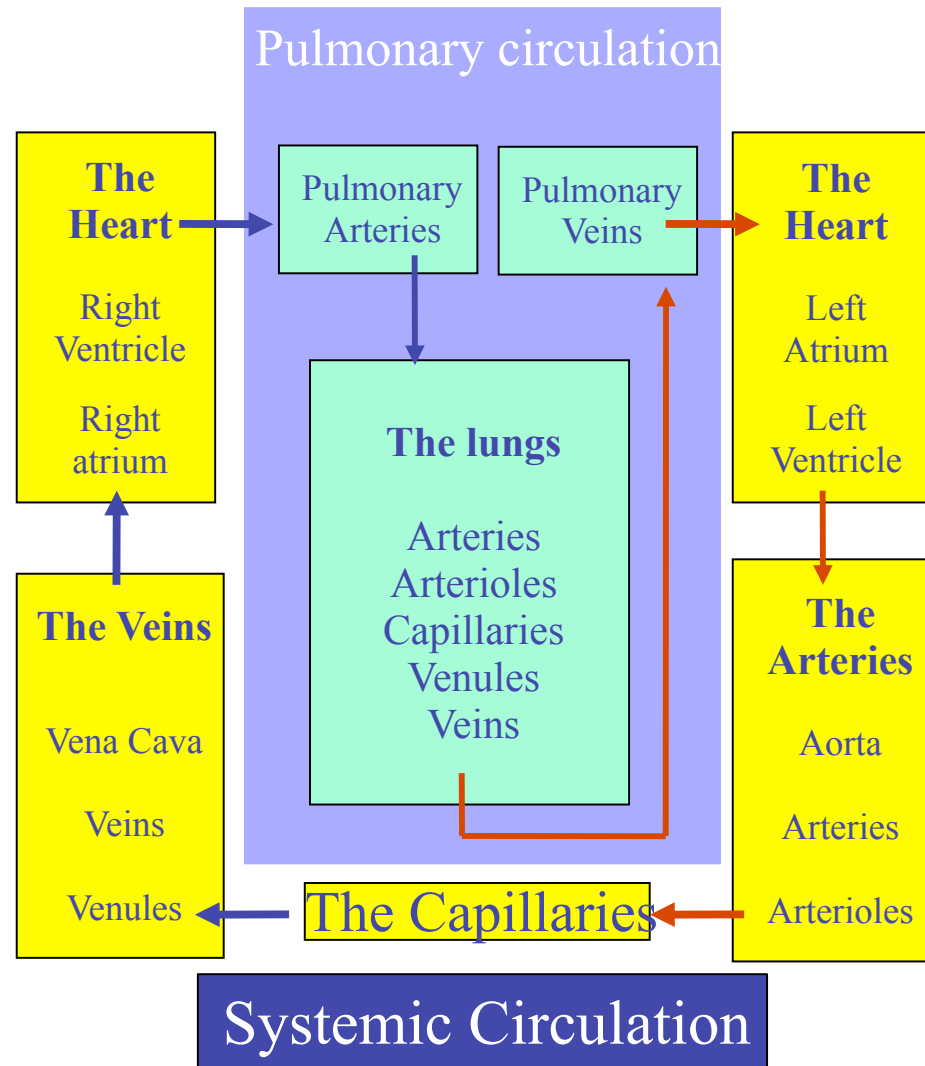 Pulmonary circulation
The
Heart
Right
Ventricle
Right
atrium
Pulmonary
Arteries
Pulmonary
Veins
The
Heart
Left
Atrium
Left
Ventricle
The lungs
Arteries
Arterioles
Capillaries
Venules
Veins
The Veins
Vena Cava
Veins
Venules
The
Arteries
Aorta
Arteries
Arterioles
The Capillaries
Systemic Circulation